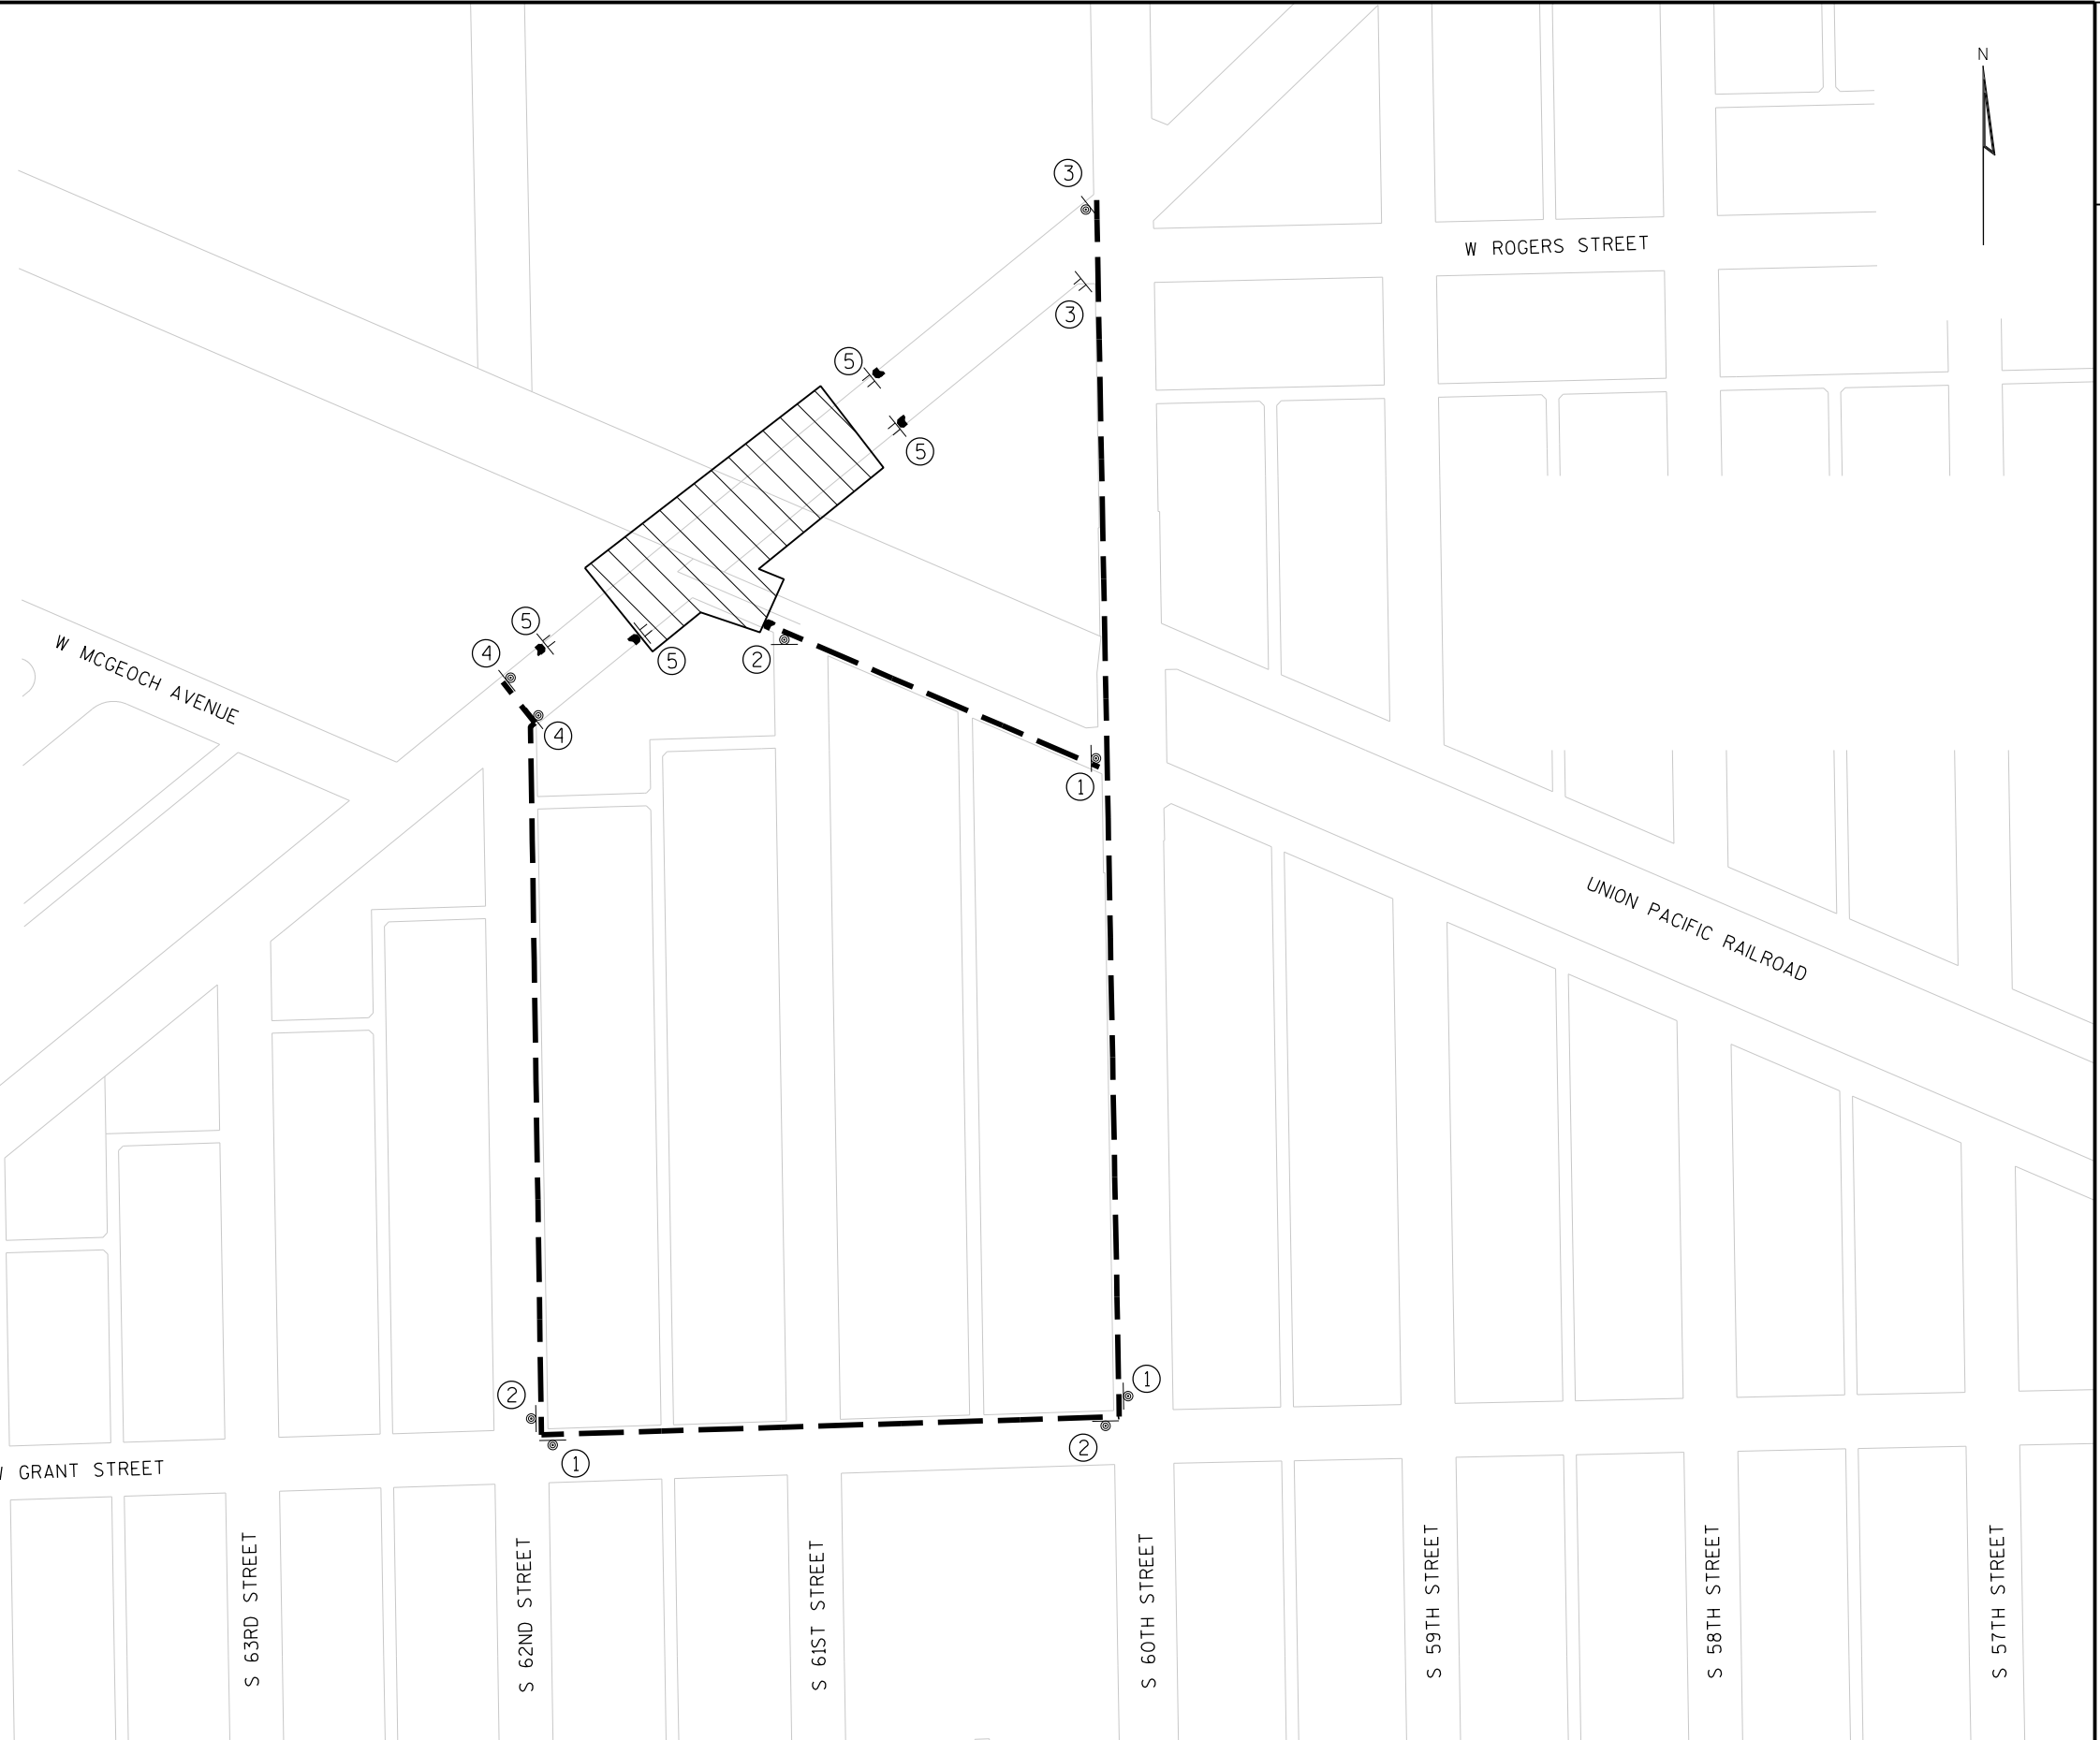 N
3
W ROGERS STREET
3
5
5
5
4
2
5
W MCGEOCH AVENUE
4
1
UNION PACIFIC RAILROAD
1
2
2
1
W GRANT STREET
S 63RD STREET
S 62ND STREET
S 61ST STREET
S 60TH STREET
S 59TH STREET
S 58TH STREET
S 57TH STREET